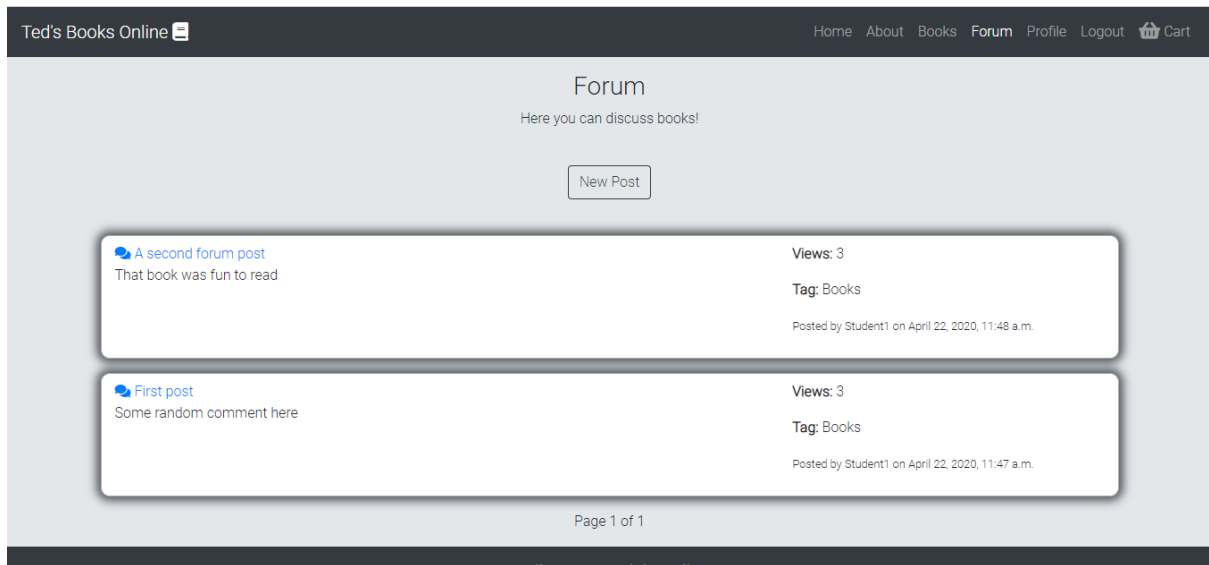 Ted's Books Online
Home About Books Forum Profile Logout Cart
Forum
Here you can discuss books!
New Post
A second forum post
That book was fun to read
Views: 3
Tag: Books
Posted by Student1 on April 22, 2020, 11:48 a.m.
First post
Some random comment here
Views: 3
Tag: Books
Posted by Student1 on April 22, 2020, 11:47 a.m.
Page 1 of 1